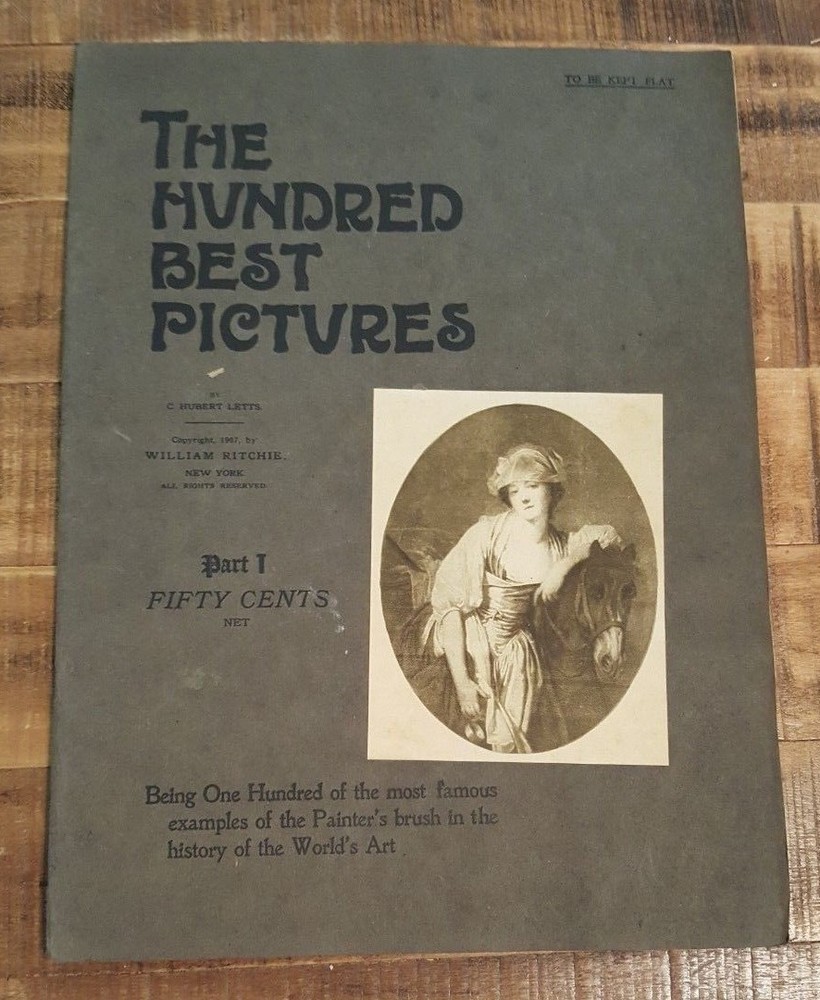 TO BE KEPT FLAT
THE
HUNDRED
BEST
PICTURES
BY
C. HUBERT LETTS.
Copyright, 1907, by
WILLIAM RITCHIE,
NEW YORK
ALL RIGHTS RESERVED.
Part I
FIFTY CENTS
NET
Being One Hundred of the most famous
examples of the Painter's brush in the
history of the World's Art